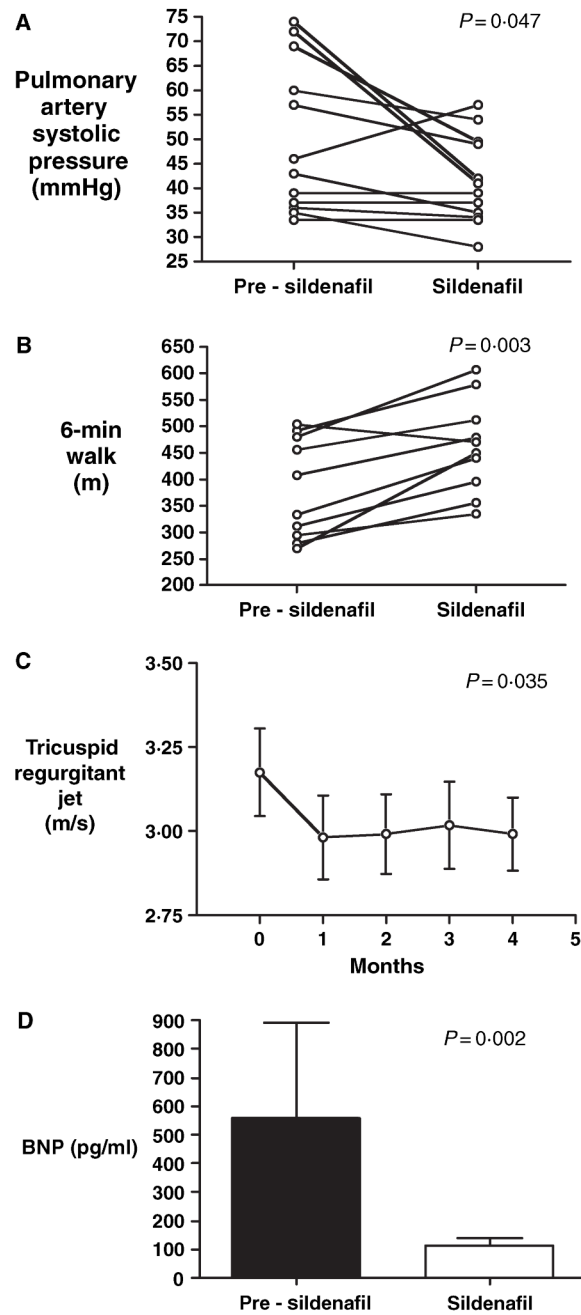 A
P=0·047
Pulmonary
artery
systolic
pressure
(mmHg)
75
70
65
60
55
50
45
40
35
30
25
Pre - sildenafil Sildenafil
B
P=0·003
6-min
walk
(m)
650
600
550
500
450
400
350
300
250
200
Pre - sildenafil Sildenafil
C
P=0·035
Tricuspid
regurgitant
jet
(m/s)
3·50
3·25
3·00
2·75
0 1 2 3 4 5
Months
D
P=0·002
BNP (pg/ml)
900
800
700
600
500
400
300
200
100
0
Pre - sildenafil Sildenafil